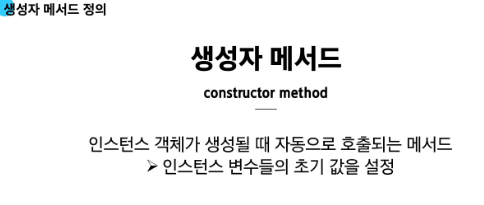 생성자 메서드 정의
생성자 메서드
constructor method
인스턴스 객체가 생성될 때 자동으로 호출되는 메서드
➢ 인스턴스 변수들의 초기 값을 설정